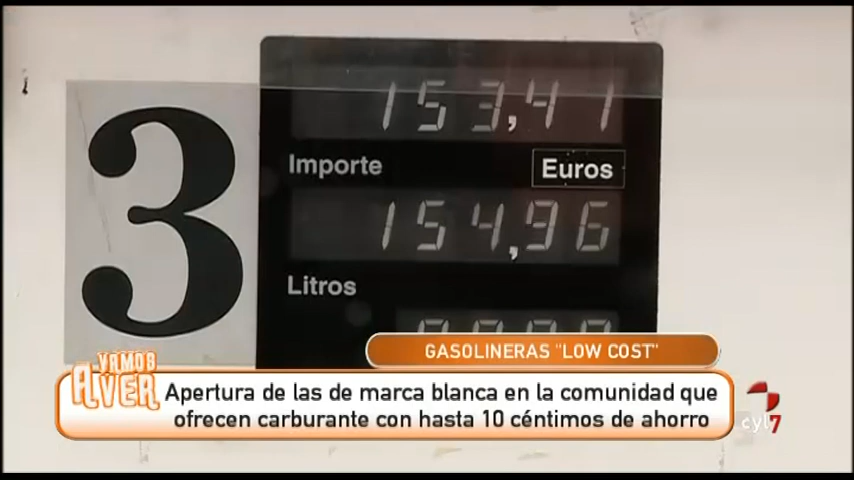 3
153,41
Importe
Euros
154,96
Litros
GASOLINERAS "LOW COST"
VAMOS
A VER
Apertura de las de marca blanca en la comunidad que
ofrecen carburante con hasta 10 céntimos de ahorro
cyl7